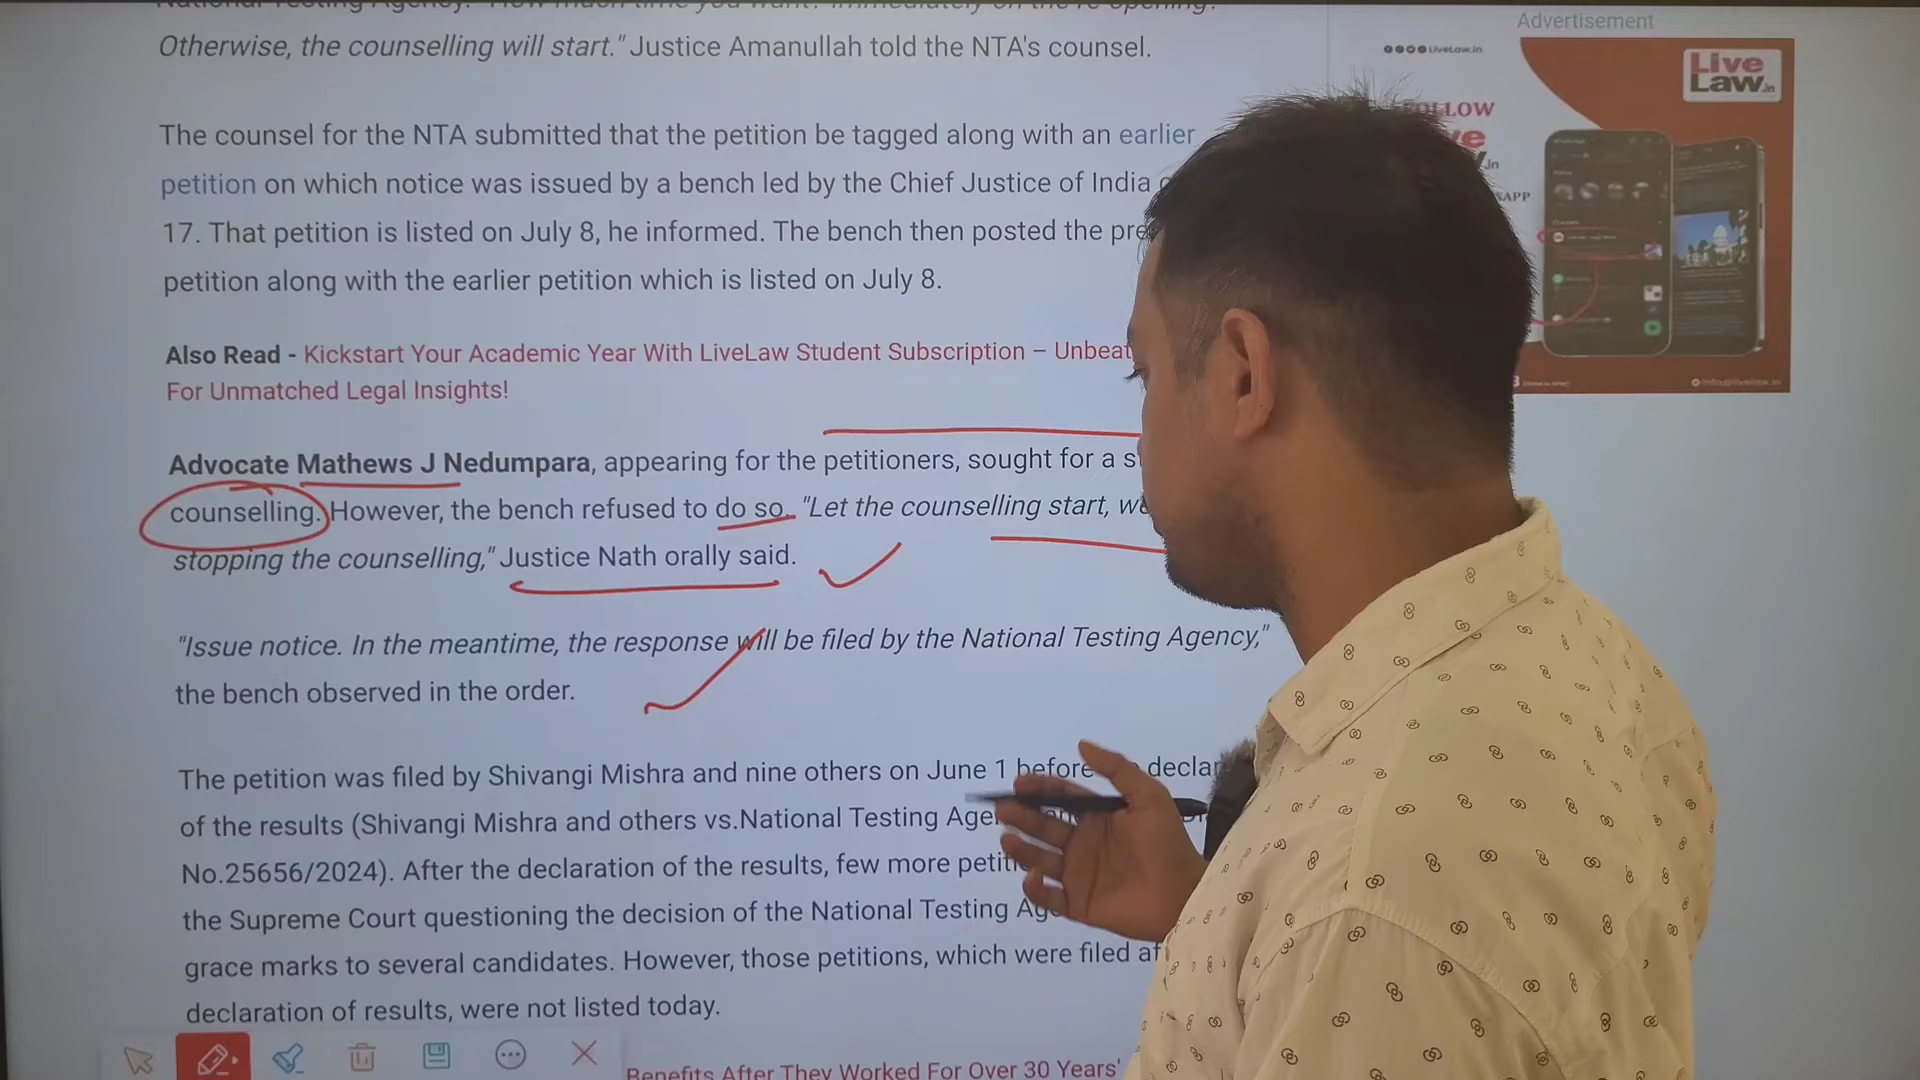 Otherwise, the counselling will start." Justice Amanullah told the NTA's counsel.
The counsel for the NTA submitted that the petition be tagged along with an earlier
petition on which notice was issued by a bench led by the Chief Justice of India
17. That petition is listed on July 8, he informed. The bench then posted the pre
petition along with the earlier petition which is listed on July 8.
Also Read - Kickstart Your Academic Year With LiveLaw Student Subscription – Unbeat
For Unmatched Legal Insights!
Advocate Mathews J Nedumpara, appearing for the petitioners, sought for a s
counselling. However, the bench refused to do so. "Let the counselling start, we
stopping the counselling," Justice Nath orally said.
"Issue notice. In the meantime, the response will be filed by the National Testing Agency,"
the bench observed in the order.
The petition was filed by Shivangi Mishra and nine others on June 1 before declar
of the results (Shivangi Mishra and others vs.National Testing Agen
No.25656/2024). After the declaration of the results, few more petit
the Supreme Court questioning the decision of the National Testing Age
grace marks to several candidates. However, those petitions, which were filed af
declaration of results, were not listed today.
Benefits After They Worked For Over 30 Years'
Advertisement
LiveLaw.in
Live
Law.in